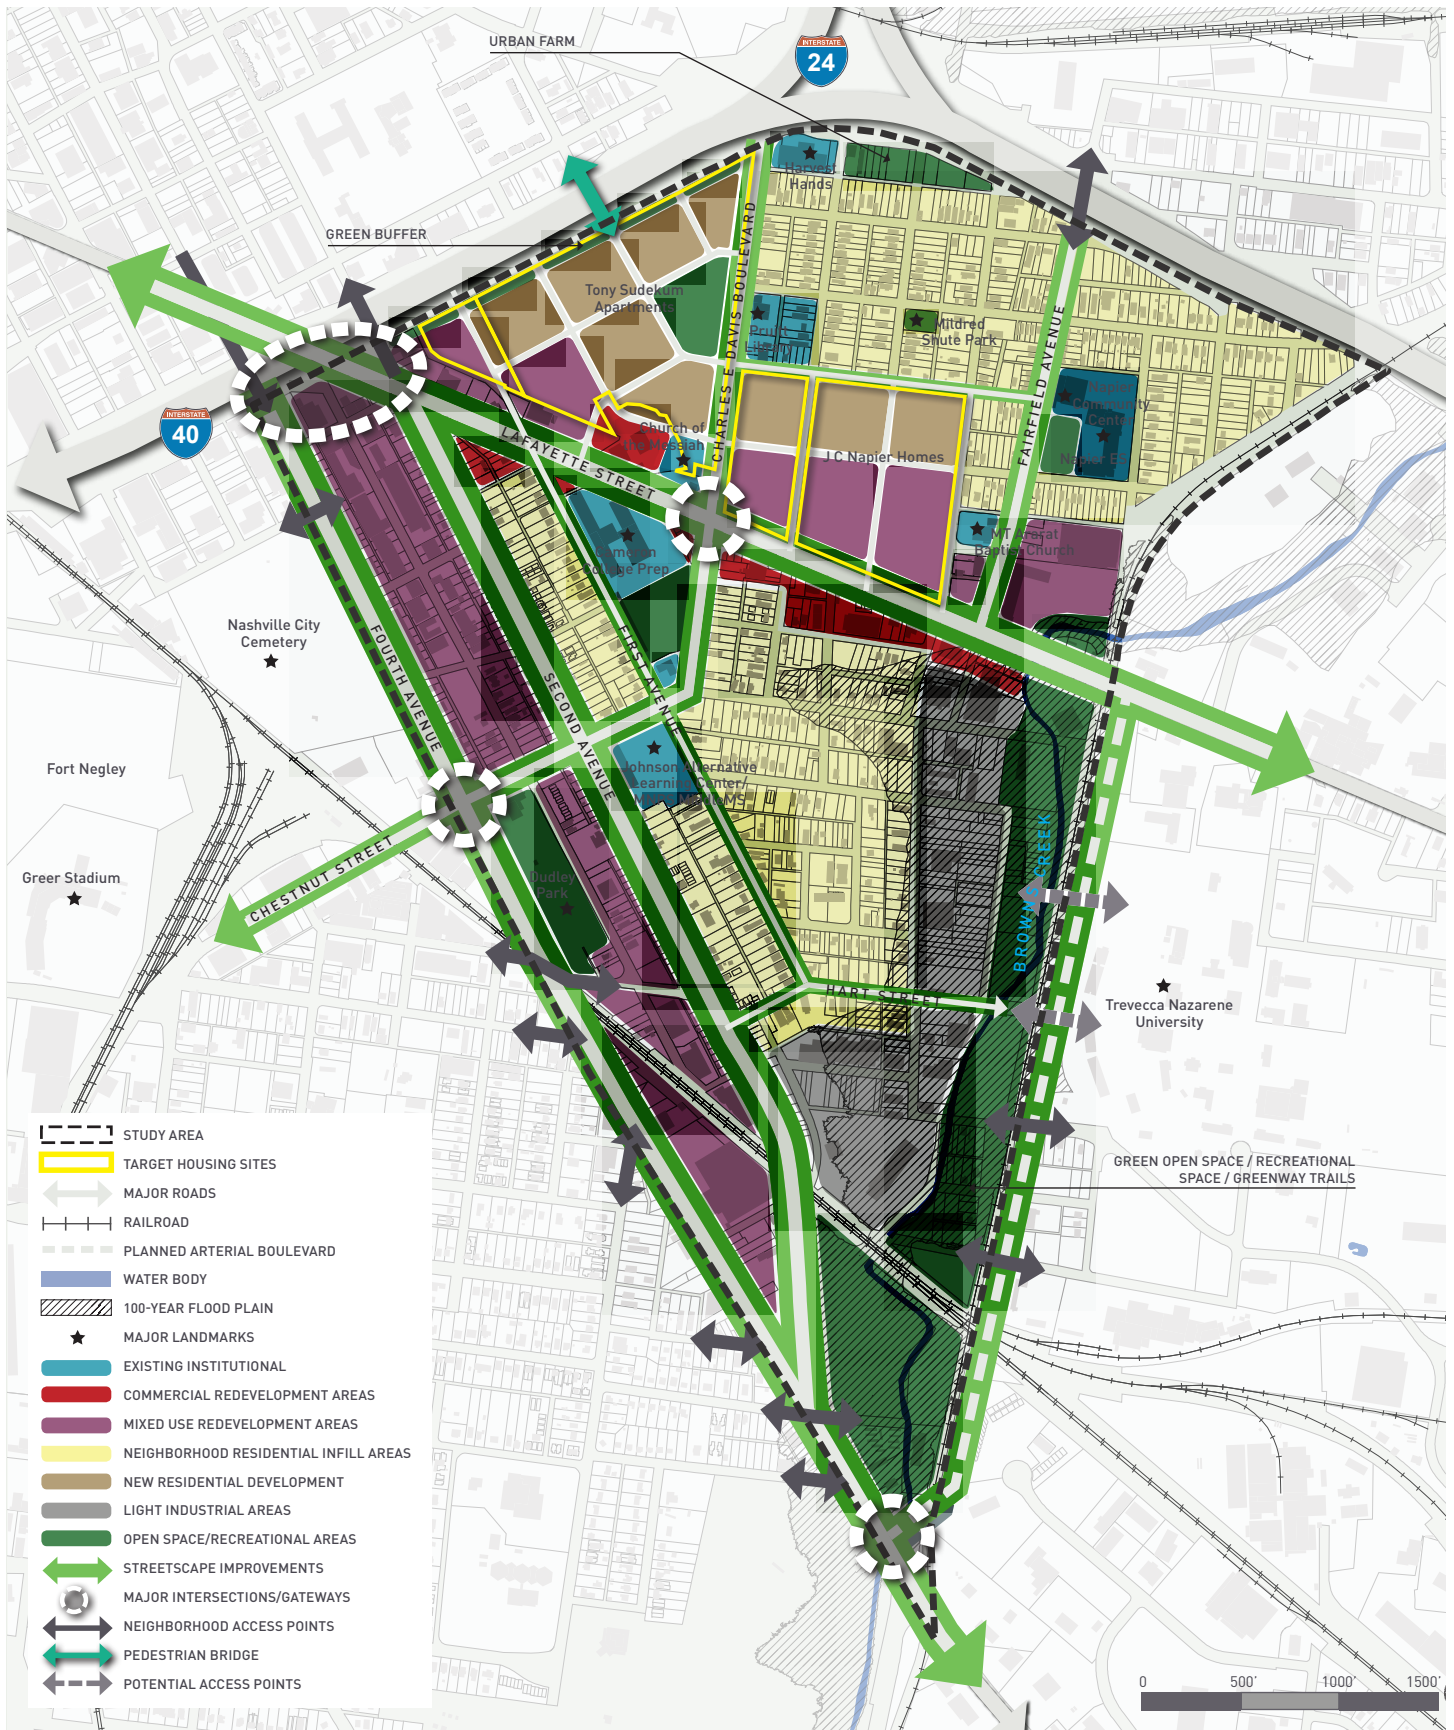 URBAN FARM
INTERSTATE
24
Harvest
Hands
GREEN BUFFER
Tony Sudekum
Apartments
CHARLES E DAVIS BOULEVARD
Pruitt
Library
Mildred
Shute Park
FAIRFIELD AVENUE
Napier
Community
Center
Napier ES
INTERSTATE
40
Church of
the Messiah
LAFAYETTE STREET
J C Napier Homes
MT Ararat
Baptist Church
Cameron
College Prep
Nashville City
Cemetery
FOURTH AVENUE
FIRST AVENUE
SECOND AVENUE
Fort Negley
Johnson Alternative
Learning Center/
MS
Greer Stadium
CHESTNUT STREET
Dudley
Park
BROWNS CREEK
HART STREET
Trevecca Nazarene
University
GREEN OPEN SPACE / RECREATIONAL
SPACE / GREENWAY TRAILS
STUDY AREA
TARGET HOUSING SITES
MAJOR ROADS
RAILROAD
PLANNED ARTERIAL BOULEVARD
WATER BODY
100-YEAR FLOOD PLAIN
MAJOR LANDMARKS
EXISTING INSTITUTIONAL
COMMERCIAL REDEVELOPMENT AREAS
MIXED USE REDEVELOPMENT AREAS
NEIGHBORHOOD RESIDENTIAL INFILL AREAS
NEW RESIDENTIAL DEVELOPMENT
LIGHT INDUSTRIAL AREAS
OPEN SPACE/RECREATIONAL AREAS
STREETSCAPE IMPROVEMENTS
MAJOR INTERSECTIONS/GATEWAYS
NEIGHBORHOOD ACCESS POINTS
PEDESTRIAN BRIDGE
POTENTIAL ACCESS POINTS
0 500' 1000' 1500'